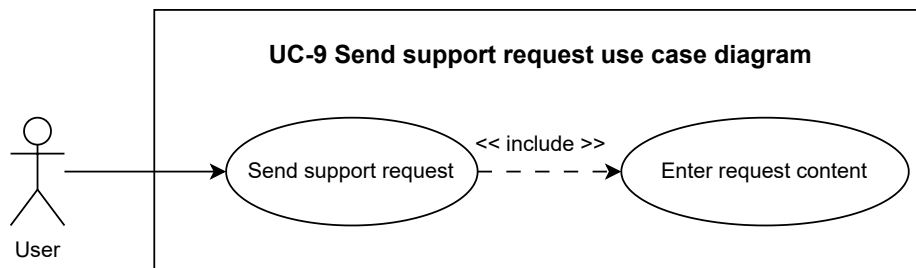 UC-9 Send support request use case diagram
<< include >>
Send support request
Enter request content
User